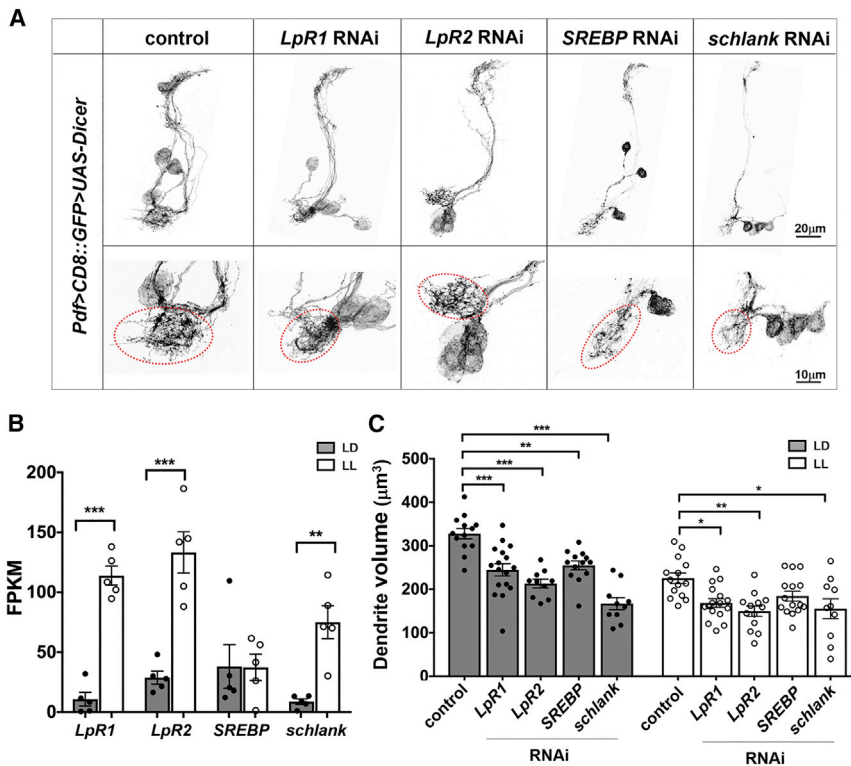 A
control LpR1 RNAi LpR2 RNAi SREBP RNAi schlank RNAi
Pdf>CD8::GFP>UAS-Dicer
20μm
10μm
B
LD
LL
FPKM
200
150
100
50
0
***
***
**
LpR1 LpR2 SREBP schlank
C
LD
LL
Dendrite volume (μm³)
500
400
300
200
100
0
***
**
***
***
*
**
*
control LpR1 LpR2 SREBP schlank control LpR1 LpR2 SREBP schlank
RNAi RNAi